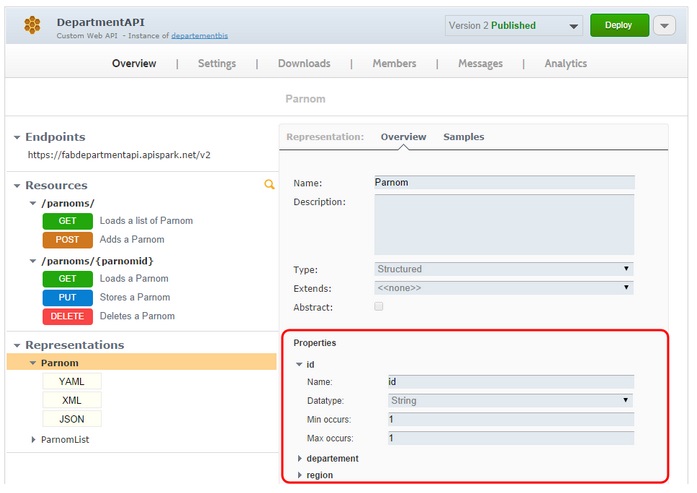 DepartmentAPI
Custom Web API - Instance of departementbis
Version 2 Published
Deploy
Overview | Settings | Downloads | Members | Messages | Analytics
Parnom
Endpoints
https://fabdepartmentapi.apispark.net/v2
Resources
/parnoms/
GET Loads a list of Parnom
POST Adds a Parnom
/parnoms/{parnomid}
GET Loads a Parnom
PUT Stores a Parnom
DELETE Deletes a Parnom
Representations
Parnom
YAML
XML
JSON
ParnomList
Representation: Overview Samples
Name: Parnom
Description:
Type: Structured
Extends: <<none>>
Abstract:
Properties
id
Name: id
Datatype: String
Min occurs: 1
Max occurs: 1
departement
region